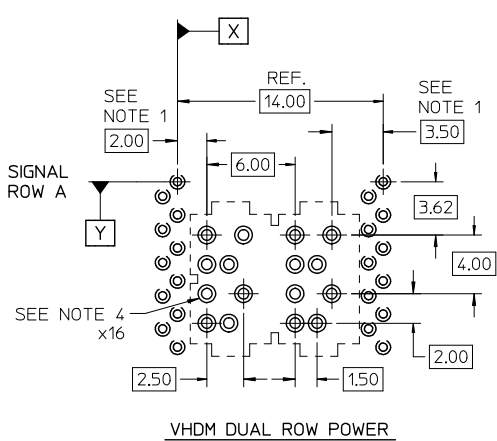 X
REF.
14.00
SEE
NOTE 1
2.00
SEE
NOTE 1
3.50
6.00
SIGNAL
ROW A
Y
3.62
4.00
SEE NOTE 4
x16
2.00
2.50
1.50
VHDM DUAL ROW POWER